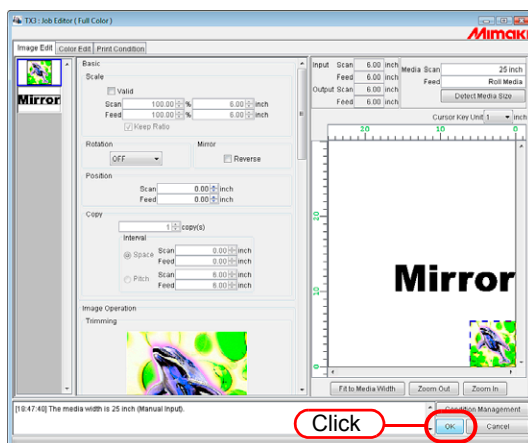 TX3 : Job Editor ( Full Color )
Mimaki
Image Edit Color Edit Print Condition
Basic
Scale
Valid
Scan 100.00 % 6.00 inch
Feed 100.00 % 6.00 inch
Keep Ratio
Rotation
OFF
Mirror
Reverse
Position
Scan 0.00 inch
Feed 0.00 inch
Copy
1 copy(s)
Interval
Space Scan 0.00 inch
Feed 0.00 inch
Pitch Scan 6.00 inch
Feed 6.00 inch
Image Operation
Trimming
Mirror
Input Scan 6.00 inch
Feed 6.00 inch
Output Scan 6.00 inch
Feed 6.00 inch
Media Scan 25 inch
Feed Roll Media
Detect Media Size
Cursor Key Unit 1 inch
20 10 0
20
10
0
Mirror
Fit to Media Width Zoom Out Zoom In
[18:47:40] The media width is 25 inch (Manual Input).
Condition Management
Click
OK Cancel